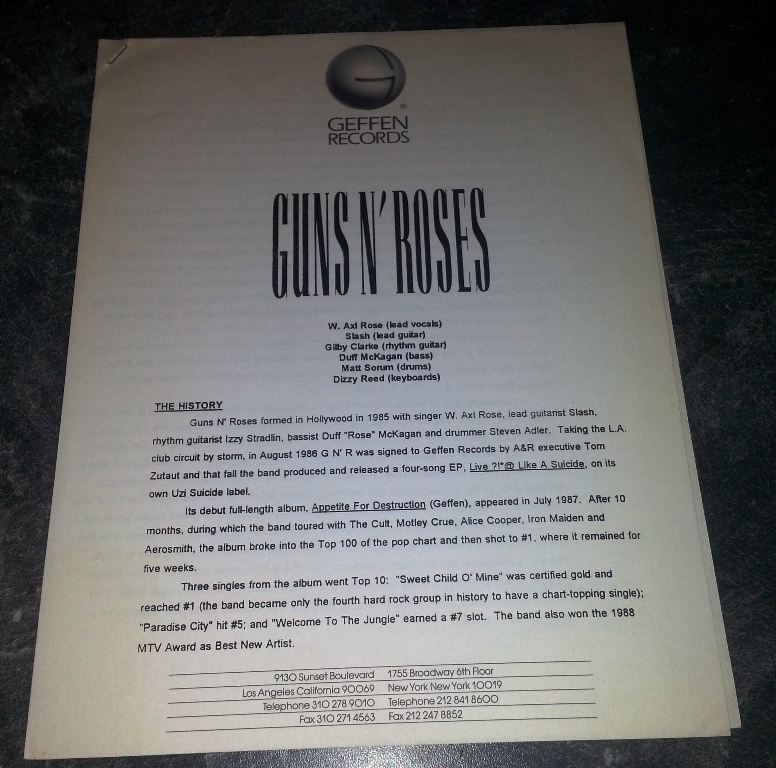 GEFFEN
RECORDS
GUNS N' ROSES
W. Axl Rose (lead vocals)
Slash (lead guitar)
Gilby Clarke (rhythm guitar)
Duff McKagan (bass)
Matt Sorum (drums)
Dizzy Reed (keyboards)
THE HISTORY
Guns N' Roses formed in Hollywood in 1985 with singer W. Axl Rose, lead guitarist Slash,
rhythm guitarist Izzy Stradlin, bassist Duff "Rose" McKagan and drummer Steven Adler. Taking the L.A.
club circuit by storm, in August 1986 G N' R was signed to Geffen Records by A&R executive Tom
Zutaut and that fall the band produced and released a four-song EP, Live ?!*@ Like A Suicide, on its
own Uzi Suicide label.
Its debut full-length album, Appetite For Destruction (Geffen), appeared in July 1987. After 10
months, during which the band toured with The Cult, Motley Crue, Alice Cooper, Iron Maiden and
Aerosmith, the album broke into the Top 100 of the pop chart and then shot to #1, where it remained for
five weeks.
Three singles from the album went Top 10: "Sweet Child O' Mine" was certified gold and
reached #1 (the band became only the fourth hard rock group in history to have a chart-topping single);
"Paradise City" hit #5; and "Welcome To The Jungle" earned a #7 slot. The band also won the 1988
MTV Award as Best New Artist.
9130 Sunset Boulevard 1755 Broadway 6th Floor
Los Angeles California 90069 New York New York 10019
Telephone 310 278 9010 Telephone 212 841 8600
Fax 310 271 4563 Fax 212 247 8852